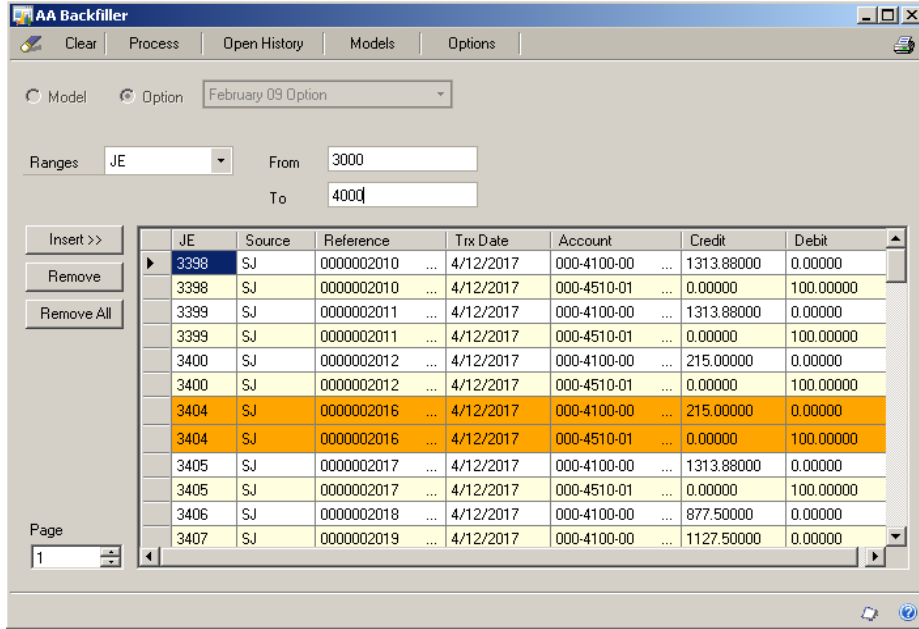 AA Backfiller
Clear Process Open History Models Options
Model Option February 09 Option
Ranges JE From 3000
To 4000
Insert >>
Remove
Remove All
JE Source Reference Trx Date Account Credit Debit
3398 SJ 0000002010 ... 4/12/2017 000-4100-00 ... 1313.88000 0.00000
3398 SJ 0000002010 ... 4/12/2017 000-4510-01 ... 0.00000 100.00000
3399 SJ 0000002011 ... 4/12/2017 000-4100-00 ... 1313.88000 0.00000
3399 SJ 0000002011 ... 4/12/2017 000-4510-01 ... 0.00000 100.00000
3400 SJ 0000002012 ... 4/12/2017 000-4100-00 ... 215.00000 0.00000
3400 SJ 0000002012 ... 4/12/2017 000-4510-01 ... 0.00000 100.00000
3404 SJ 0000002016 ... 4/12/2017 000-4100-00 ... 215.00000 0.00000
3404 SJ 0000002016 ... 4/12/2017 000-4510-01 ... 0.00000 100.00000
3405 SJ 0000002017 ... 4/12/2017 000-4100-00 ... 1313.88000 0.00000
3405 SJ 0000002017 ... 4/12/2017 000-4510-01 ... 0.00000 100.00000
3406 SJ 0000002018 ... 4/12/2017 000-4100-00 ... 877.50000 0.00000
3407 SJ 0000002019 ... 4/12/2017 000-4100-00 ... 1127.50000 0.00000
Page
1